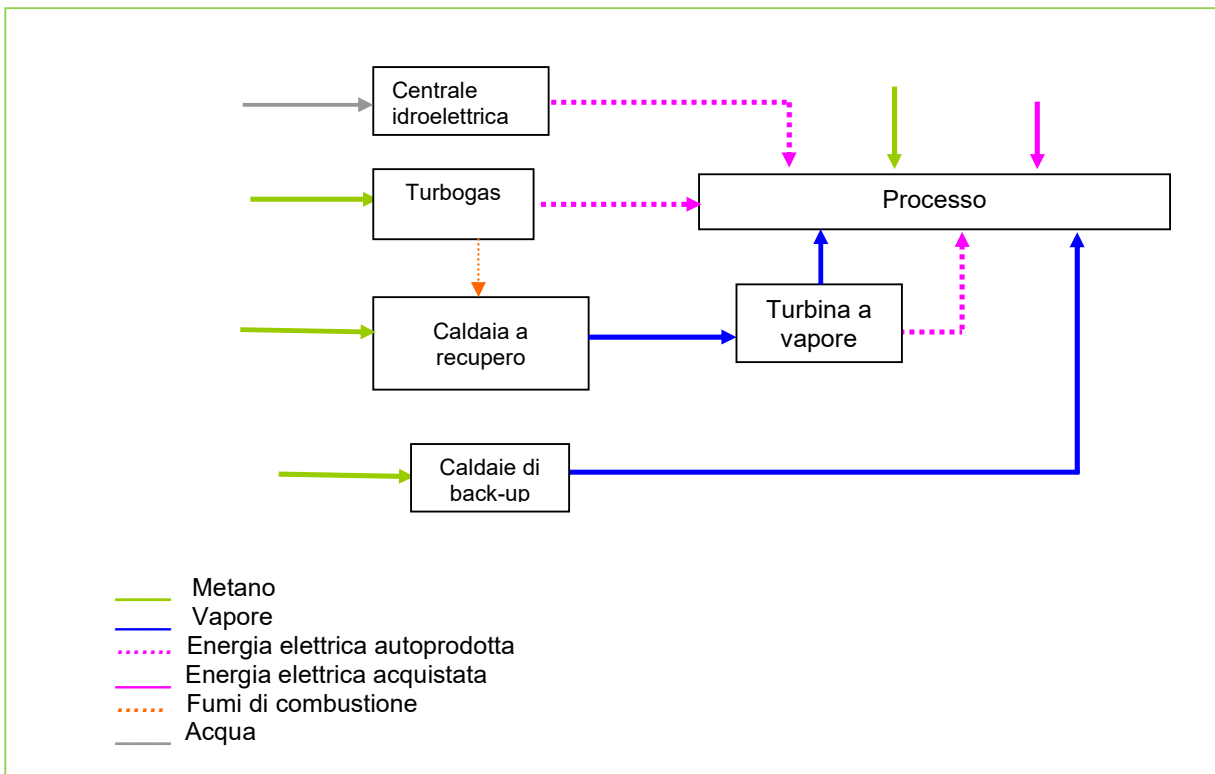 Centrale
idroelettrica
Turbogas
Processo
Caldaia a
recupero
Turbina a
vapore
Caldaie di
back-up
Metano
Vapore
Energia elettrica autoprodotta
Energia elettrica acquistata
Fumi di combustione
Acqua